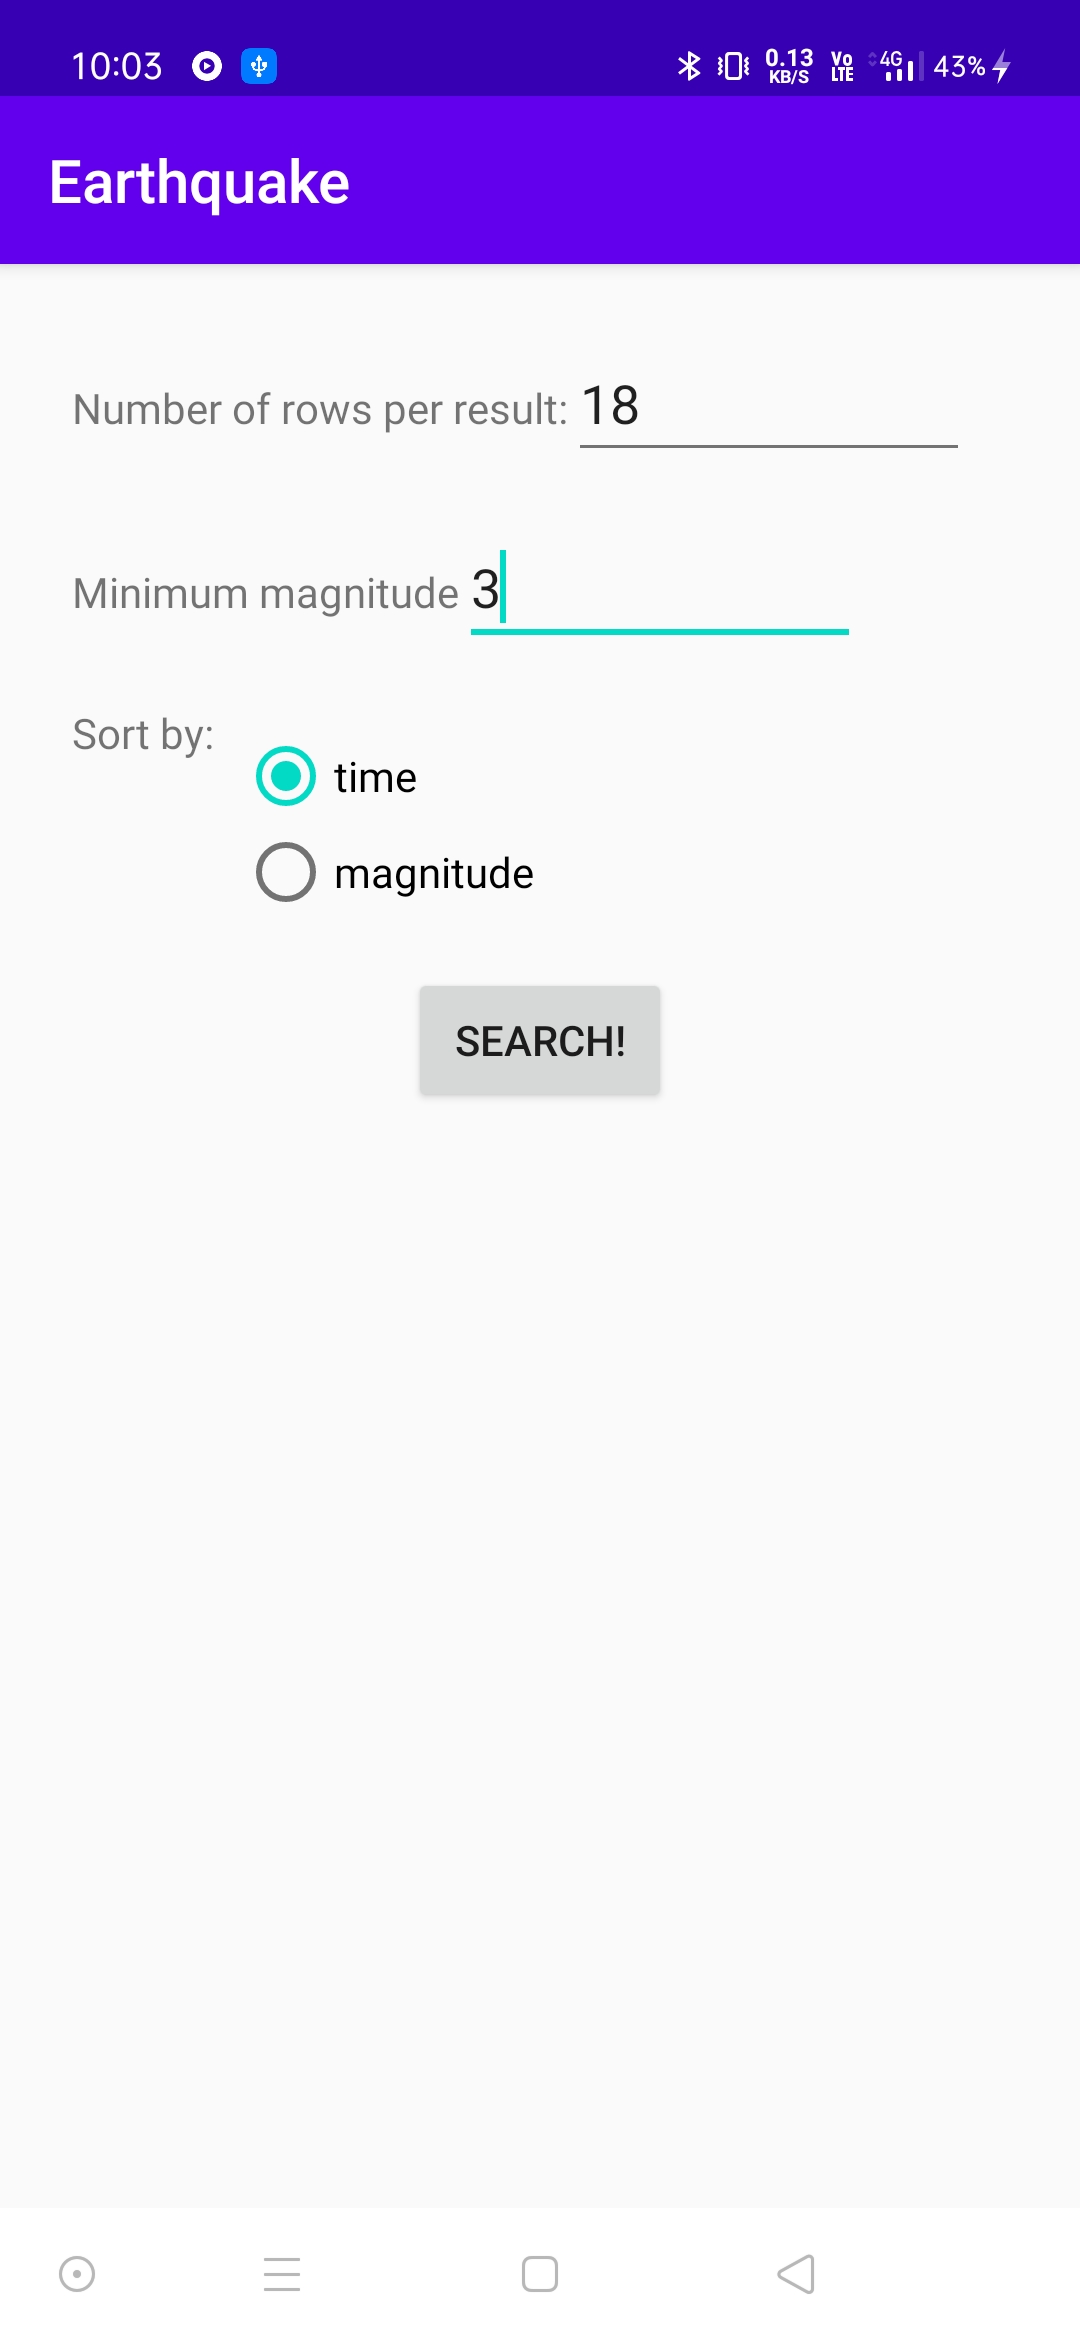 10:03 0.13 KB/S Vo LTE 4G 43%
Earthquake
Number of rows per result: 18
Minimum magnitude 3
Sort by:
time
magnitude
SEARCH!